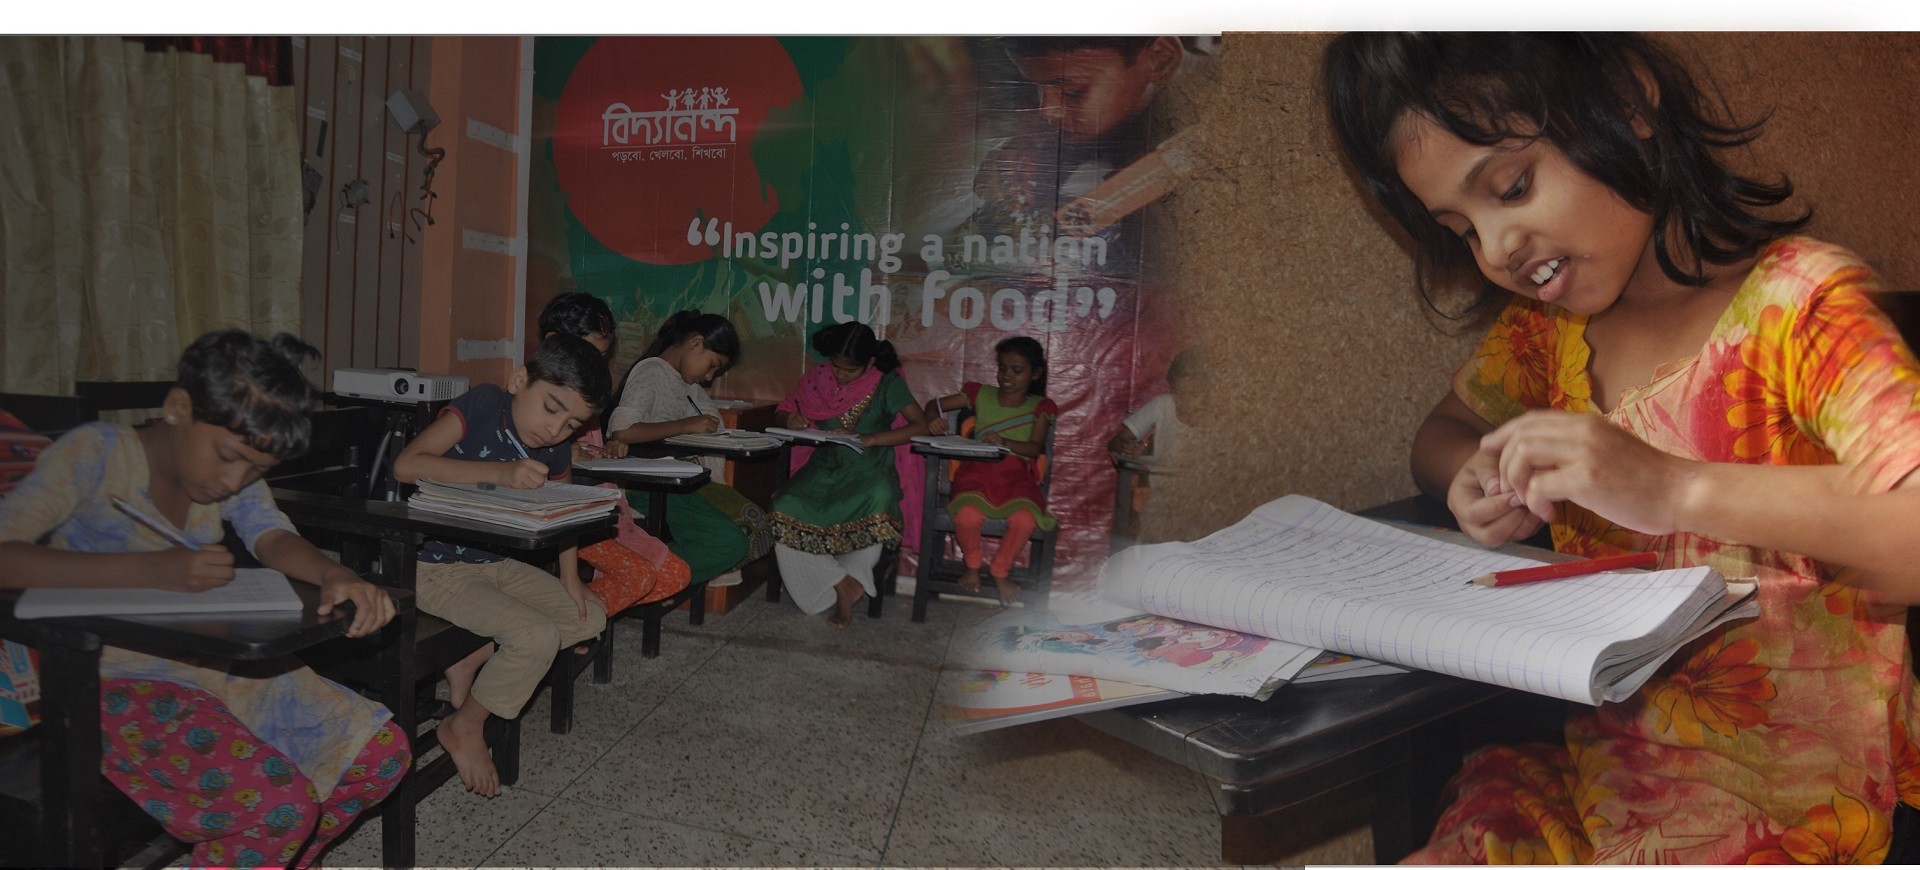 বিদ্যানন্দ
পড়বো, খেলবো, শিখবো
“Inspiring a nation
with food”